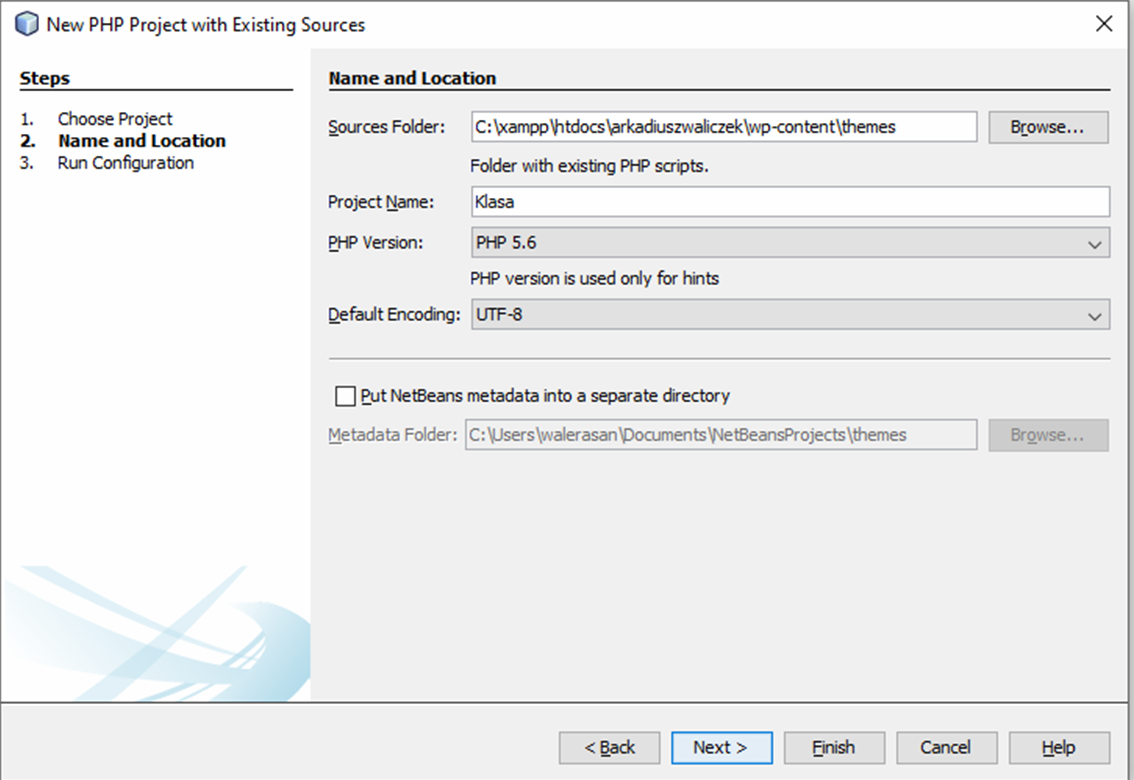 New PHP Project with Existing Sources
Steps
1. Choose Project
2. Name and Location
3. Run Configuration
Name and Location
Sources Folder: C:\xampp\htdocs\arkadiuszwaliczek\wp-content\themes Browse...
Folder with existing PHP scripts.
Project Name: Klasa
PHP Version: PHP 5.6
PHP version is used only for hints
Default Encoding: UTF-8
Put NetBeans metadata into a separate directory
Metadata Folder: C:\Users\walerasan\Documents\NetBeansProjects\themes Browse...
< Back Next > Finish Cancel Help